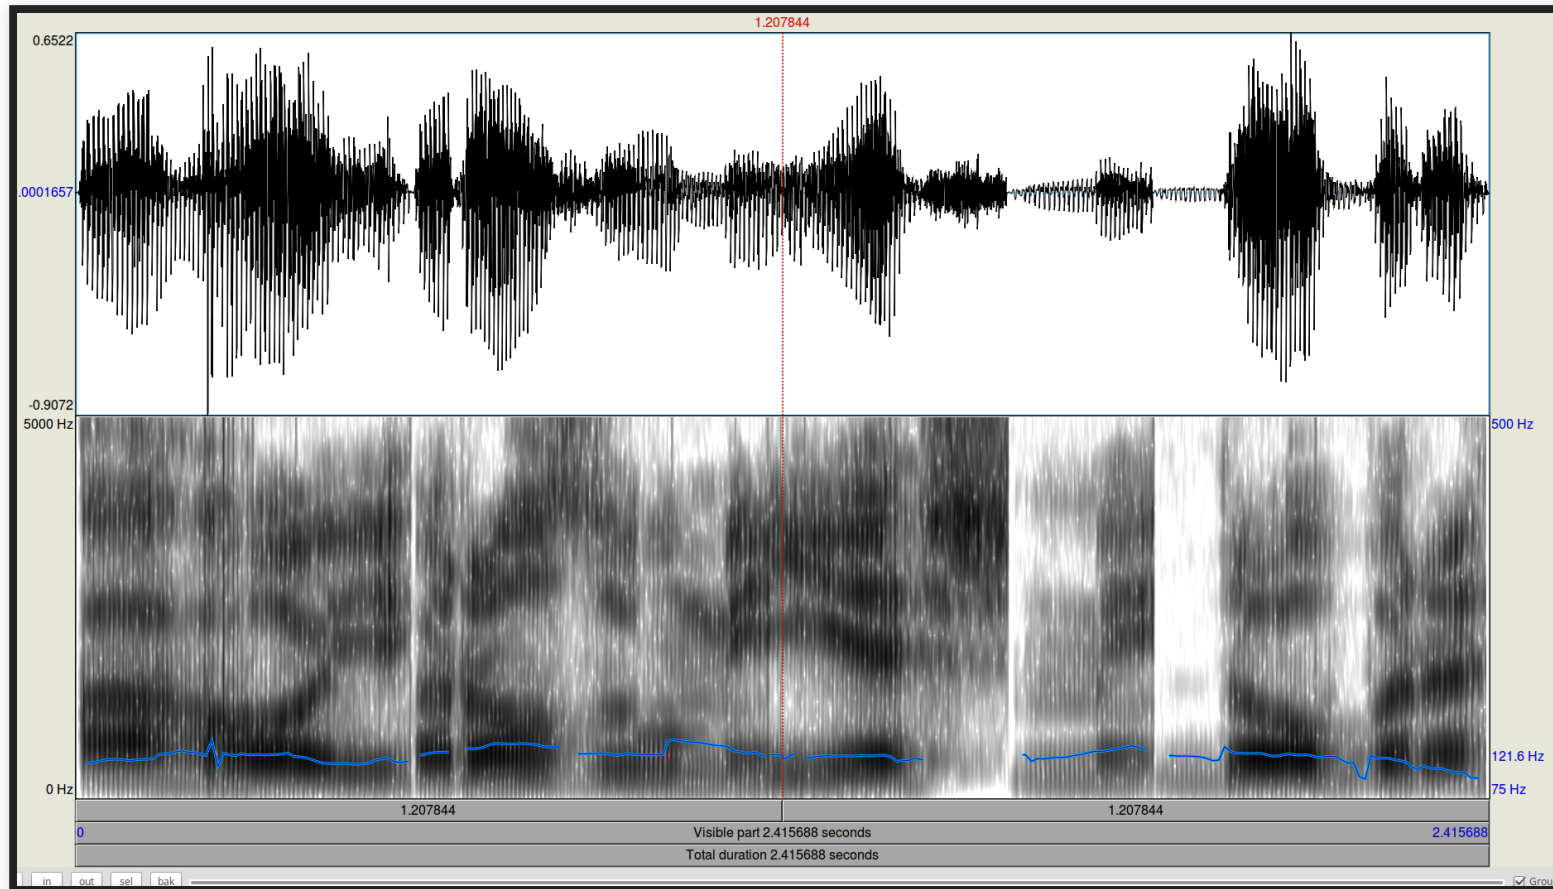 1.207844
0.6522
.0001657
-0.9072
5000 Hz
500 Hz
121.6 Hz
0 Hz
75 Hz
1.207844 1.207844
0 Visible part 2.415688 seconds 2.415688
Total duration 2.415688 seconds
in out sel bak Grou